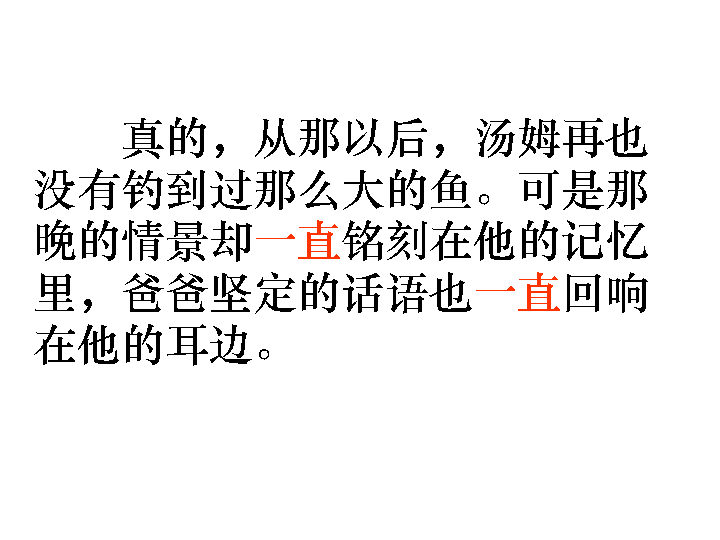 真的，从那以后，汤姆再也
没有钓到过那么大的鱼。可是那
晚的情景却一直铭刻在他的记忆
里，爸爸坚定的话语也一直回响
在他的耳边。